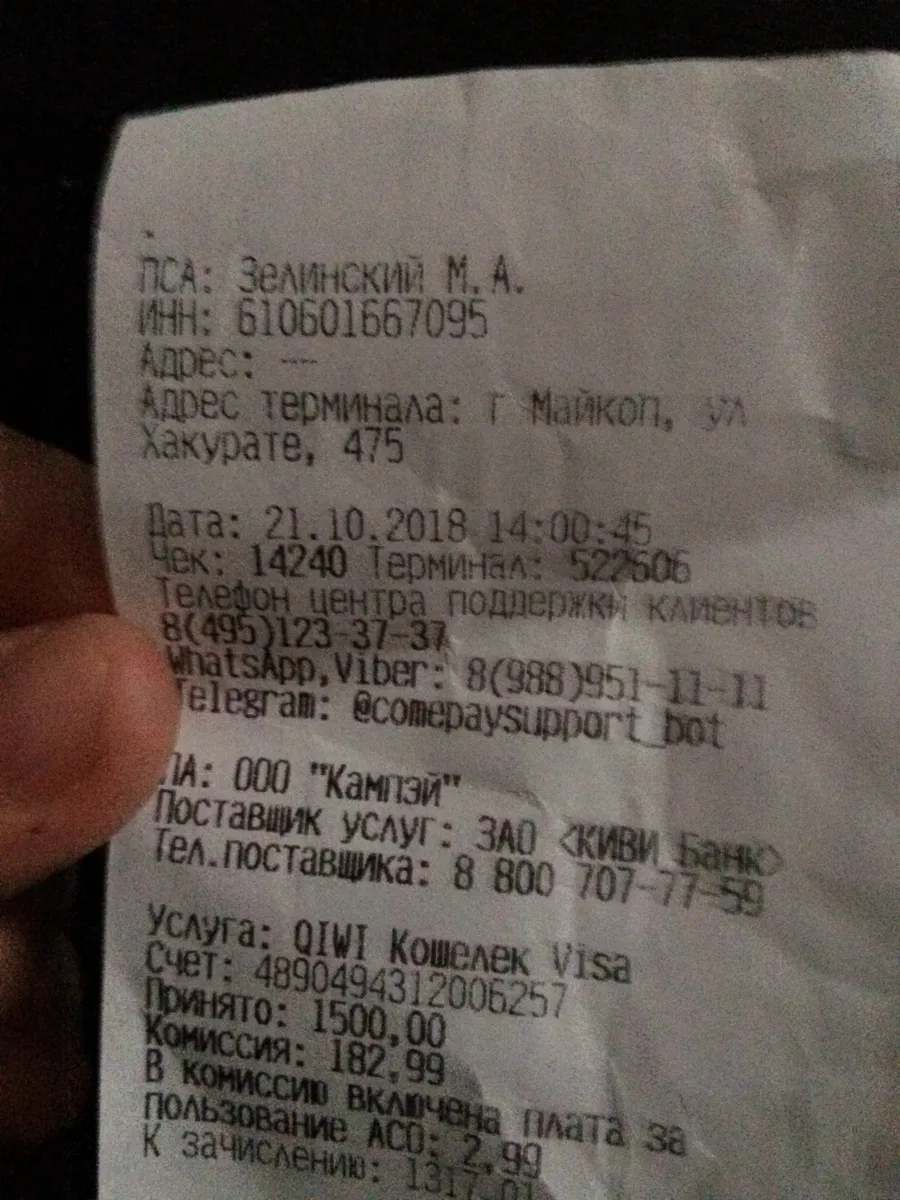 ПСА: Зелинский М.А.
ИНН: 610601667095
Адрес: ---
Адрес терминала: г Майкоп, ул
Хакурате, 475
Дата: 21.10.2018 14:00:45
Чек: 14240 Терминал: 522606
Телефон центра поддержки клиентов
8(495)123-37-37
WhatsApp,Viber: 8(988)951-11-11
Telegram: @comepaysupport_bot
ПА: ООО "Кампэй"
Поставщик услуг: ЗАО <КИВИ Банк>
Тел.поставщика: 8 800 707-77-59
Услуга: QIWI Кошелек Visa
Счет: 4890494312006257
Принято: 1500,00
Комиссия: 182,99
В комиссию включена плата за
пользование АСО: 2,99
К зачислению: 1317,01